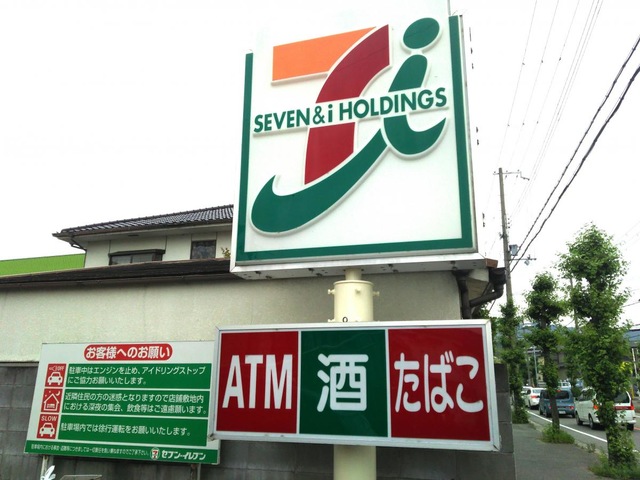 SEVEN & i HOLDINGS
ATM 酒 たばこ
お客様へのお願い
駐車中はエンジンを止め、アイドリングストップ
にご協力お願いいたします。
近隣住民の方の迷惑となりますので店舗敷地内
における深夜の集会、飲食等はご遠慮願います。
SLOW
駐車場内では徐行運転をお願いいたします。
セブン-イレブン